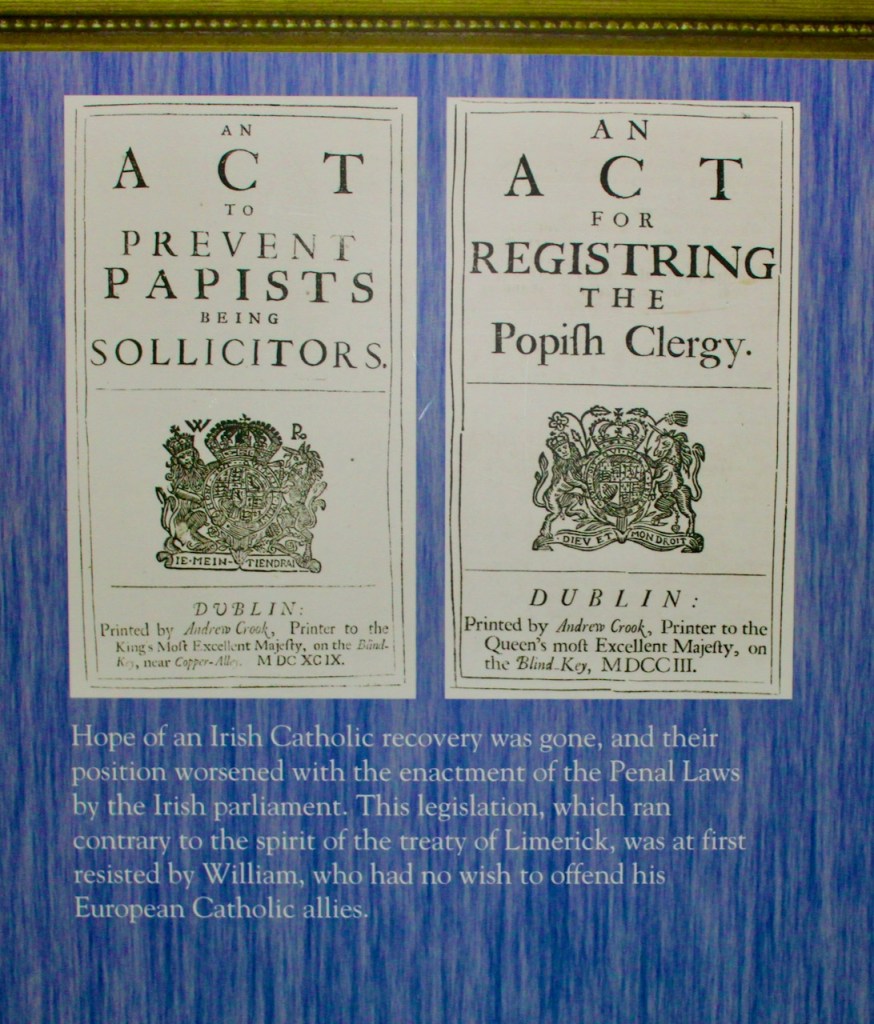 AN
ACT
TO
PREVENT
PAPISTS
BEING
SOLLICITORS.
W R
IE·MEIN· TIENDRAI
DUBLIN:
Printed by Andrew Crook, Printer to the
King's Moſt Excellent Majeſty, on the
Key, near Copper-Alley. MDCXCIX.
AN
ACT
FOR
REGISTRING
THE
Popiſh Clergy.
DIEV ET MON DROIT
DUBLIN:
Printed by Andrew Crook, Printer to the
Queen's moſt Excellent Majeſty, on
the Blind-Key, MDCCIII.
Hope of an Irish Catholic recovery was gone, and their
position worsened with the enactment of the Penal Laws
by the Irish parliament. This legislation, which ran
contrary to the spirit of the treaty of Limerick, was at first
resisted by William, who had no wish to offend his
European Catholic allies.